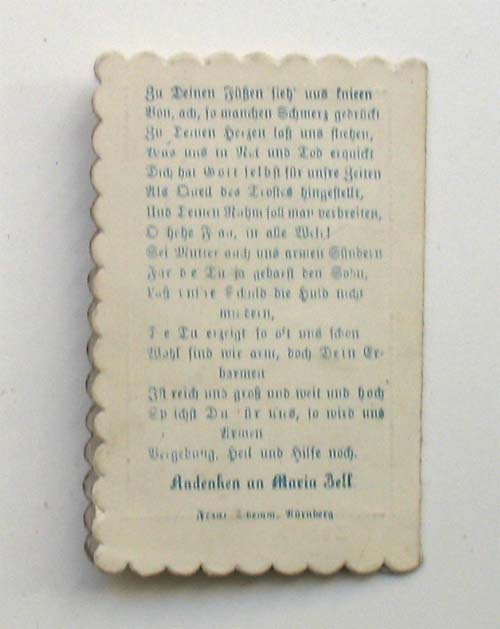 Zu Deinen Füßen sieh' uns knieen
Von, ach, so manchen Schmerz gedrückt
Zu Deinen Herzen laß uns fliehen,
Was uns in Not und Tod erquickt
Dich hat Gott selbst für unsre Zeiten
Als Quell des Trostes hingestellt,
Und Deinen Ruhm soll man verbreiten,
O hehe Frau, in alle Welt!
Sei Mutter auch uns armen Sündern
Für die Du ja gebarst den Sohn,
Laß unsre Schuld die Huld nicht
mindern,
Die Du erzeigt so oft uns schon
Wohl sind wir arm, doch Dein Er-
barmen
Ist reich und groß und weit und hoch
Sprichst Du für uns, so wird uns
Armen
Vergebung, Heil und Hilfe noch.
Andenken an Maria Zell
Franz Schemm, Nürnberg